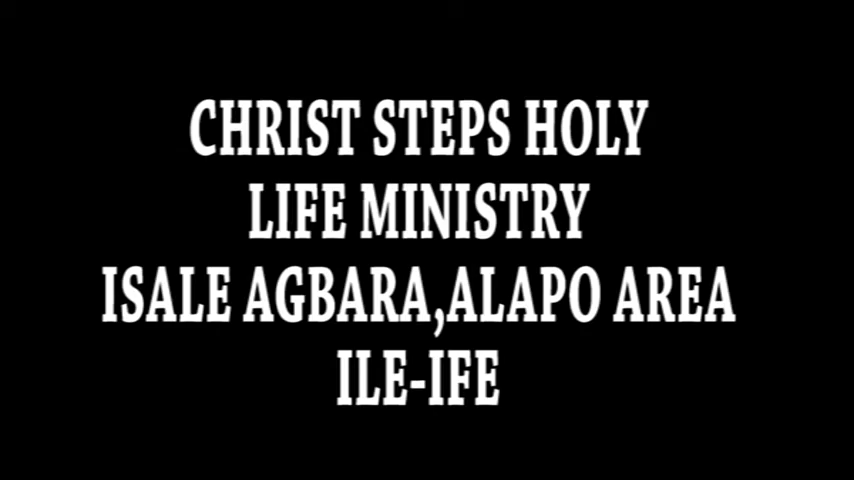 CHRIST STEPS HOLY
LIFE MINISTRY
ISALE AGBARA,ALAPO AREA
ILE-IFE